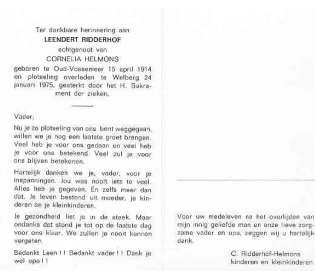 Ter dankbare herinnering aan
LEENDERT RIDDERHOF
echtgenoot van
CORNELIA HELMONS
geboren te Oud-Vossemeer 15 april 1914
en plotseling overleden te Welberg 24
januari 1975, gesterkt door het H. Sakra-
ment der zieken.
Vader,
Nu je zo plotseling van ons bent weggegaan,
willen we je nog een laatste groet brengen.
Veel heb je voor ons gedaan en veel heb
je voor ons betekend. Veel zul je voor
ons blijven betekenen.
Hartelijk danken we je, vader, voor je
inspanningen. Jou was nooit iets te veel.
Alles heb je gegeven. En zelfs meer dan
dat. Je leven bestond uit moeder, je kin-
deren en je kleinkinderen.
Je gezondheid liet je in de steek. Maar
ondanks dat stond je tot op de laatste dag
voor ons klaar. We zullen je nooit kunnen
vergeten.
Bedankt Leen!! Bedankt vader!! Dank je
wel opa!!
Voor uw medeleven na het overlijden van
mijn innig geliefde man en onze lieve zorg-
zame vader en opa, zeggen wij u hartelijk
dank.
C. Ridderhof-Helmons
kinderen en kleinkinderen